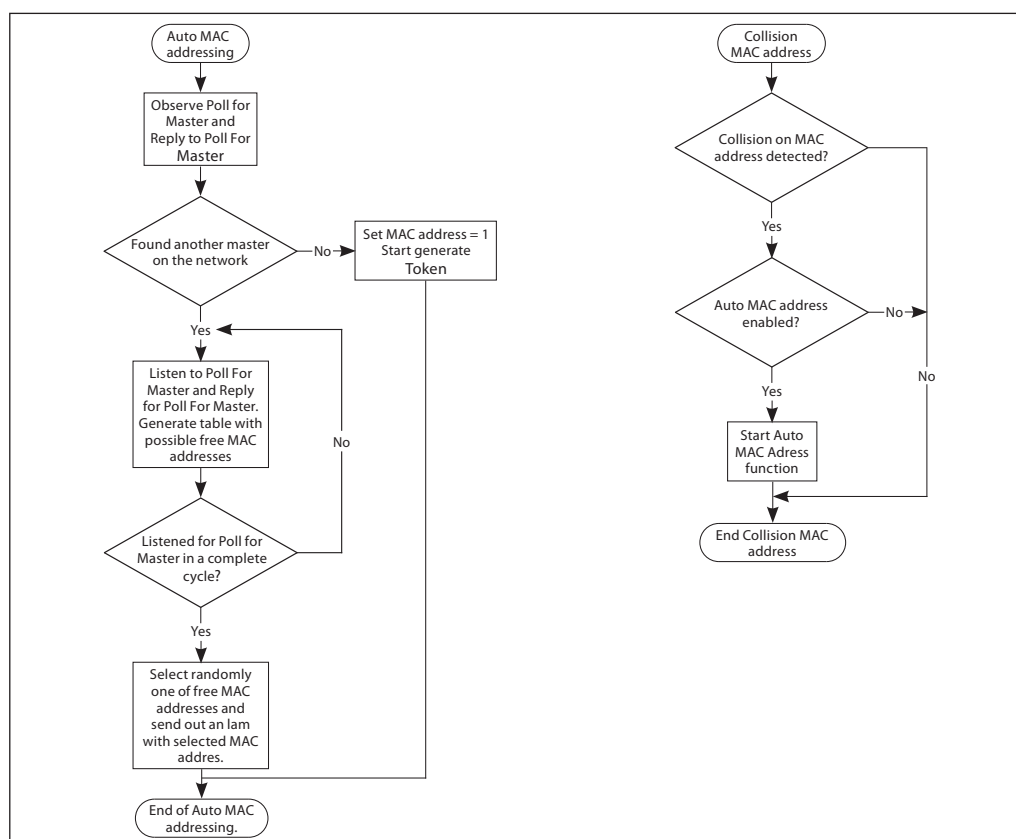 Auto MAC
addressing
Observe Poll for
Master and
Reply to Poll For
Master
Found another master
on the network
No
Set MAC address = 1
Start generate
Token
Yes
Listen to Poll For
Master and Reply
for Poll For Master.
Generate table with
possible free MAC
addresses
No
Listened for Poll for
Master in a complete
cycle?
Yes
Select randomly
one of free MAC
addresses and
send out an Iam
with selected MAC
addres.
End of Auto MAC
addressing.
Collision
MAC address
Collision on MAC
address detected?
Yes
Auto MAC address
enabled?
No
No
Yes
Start Auto
MAC Adress
function
End Collision MAC
address